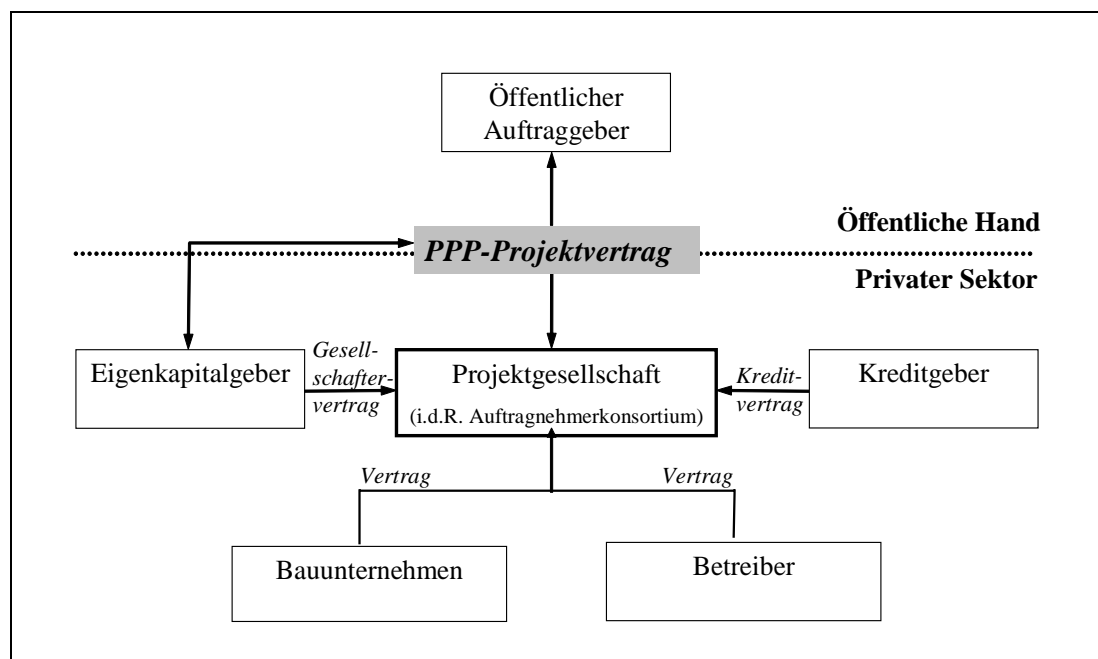 Öffentlicher
Auftraggeber
Öffentliche Hand
PPP-Projektvertrag
Privater Sektor
Eigenkapitalgeber
Gesell-
schafter-
vertrag
Projektgesellschaft
(i.d.R. Auftragnehmerkonsortium)
Kredit-
vertrag
Kreditgeber
Vertrag
Vertrag
Bauunternehmen
Betreiber